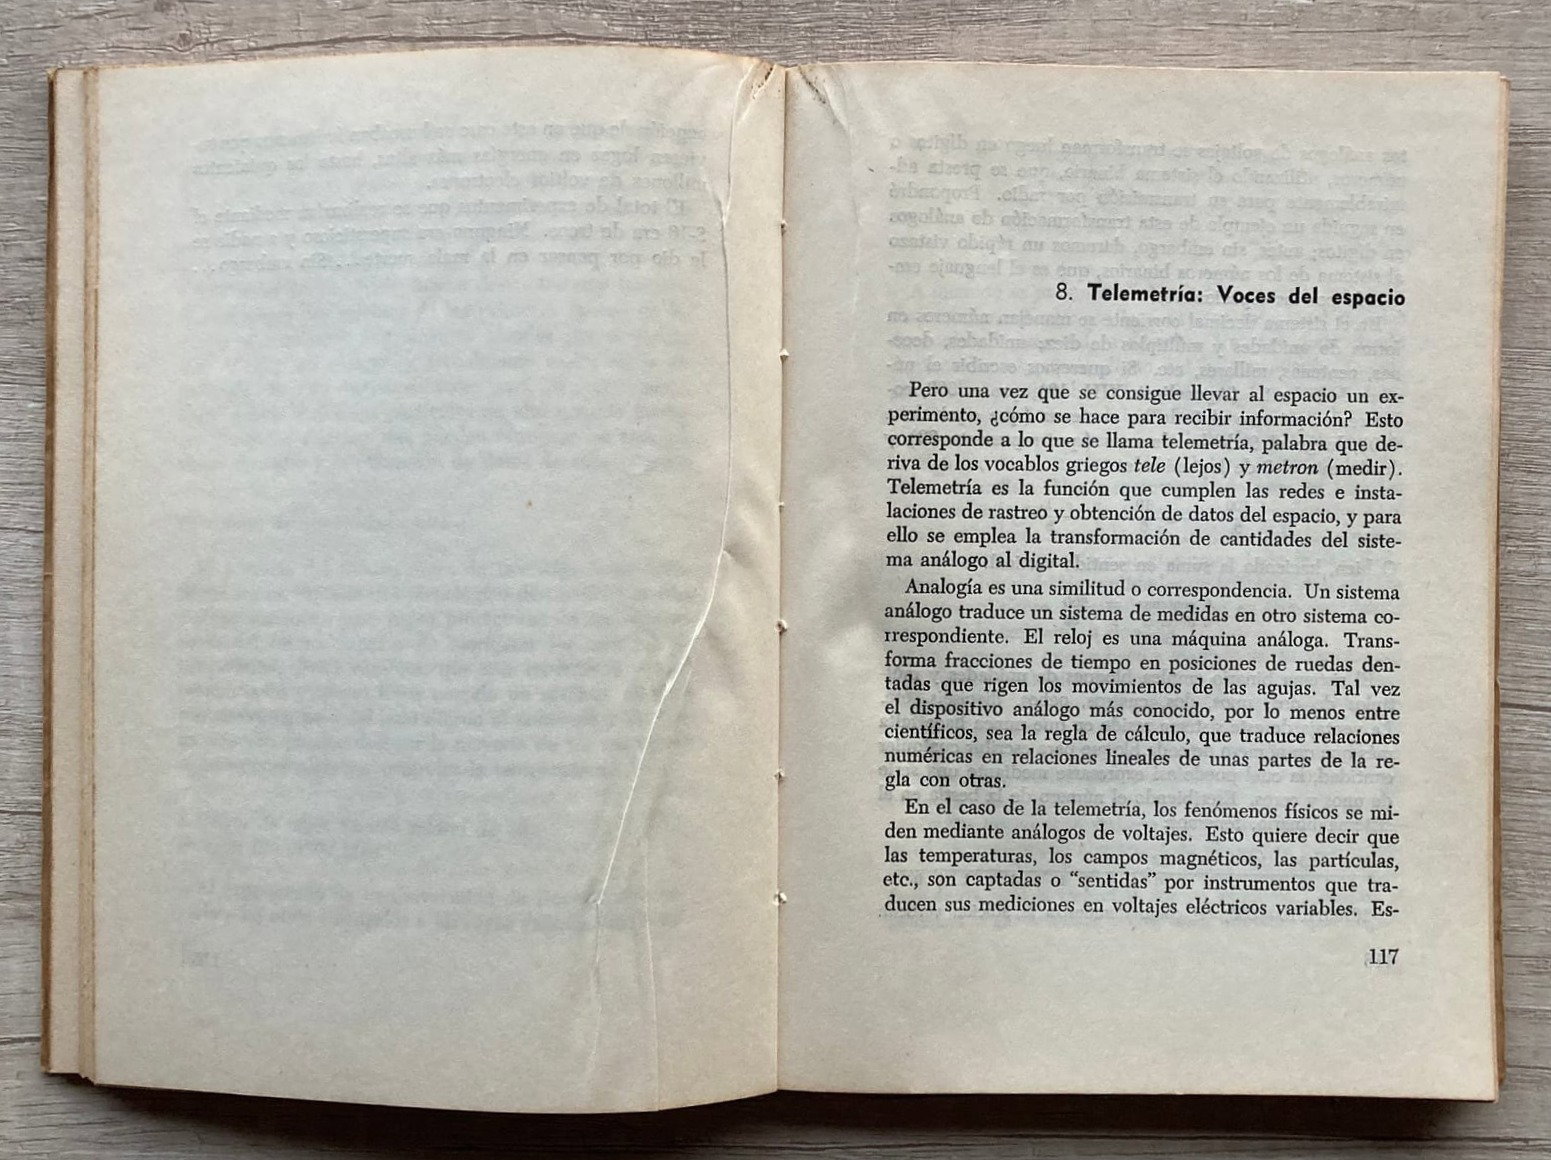 8. Telemetría: Voces del espacio
Pero una vez que se consigue llevar al espacio un ex-
perimento, ¿cómo se hace para recibir información? Esto
corresponde a lo que se llama telemetría, palabra que de-
riva de los vocablos griegos tele (lejos) y metron (medir).
Telemetría es la función que cumplen las redes e insta-
laciones de rastreo y obtención de datos del espacio, y para
ello se emplea la transformación de cantidades del siste-
ma análogo al digital.
Analogía es una similitud o correspondencia. Un sistema
análogo traduce un sistema de medidas en otro sistema co-
rrespondiente. El reloj es una máquina análoga. Trans-
forma fracciones de tiempo en posiciones de ruedas den-
tadas que rigen los movimientos de las agujas. Tal vez
el dispositivo análogo más conocido, por lo menos entre
científicos, sea la regla de cálculo, que traduce relaciones
numéricas en relaciones lineales de unas partes de la re-
gla con otras.
En el caso de la telemetría, los fenómenos físicos se mi-
den mediante análogos de voltajes. Esto quiere decir que
las temperaturas, los campos magnéticos, las partículas,
etc., son captadas o “sentidas” por instrumentos que tra-
ducen sus mediciones en voltajes eléctricos variables. Es-
117